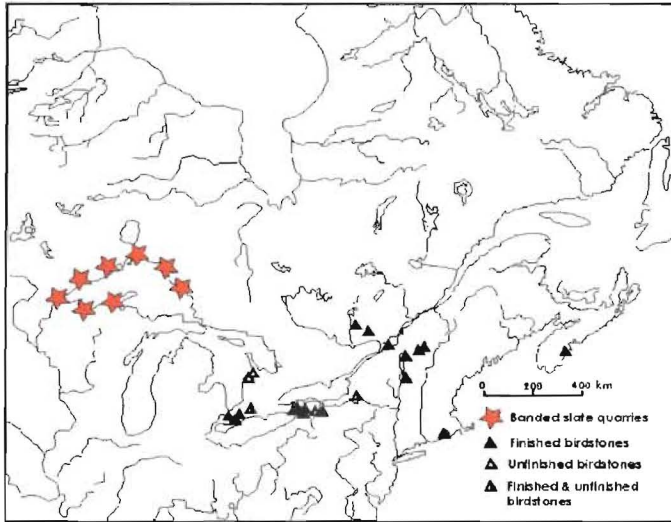 0 200 400 km
Banded slate quarries
Finished birdstones
Unfinished birdstones
Finished & unfinished
birdstones